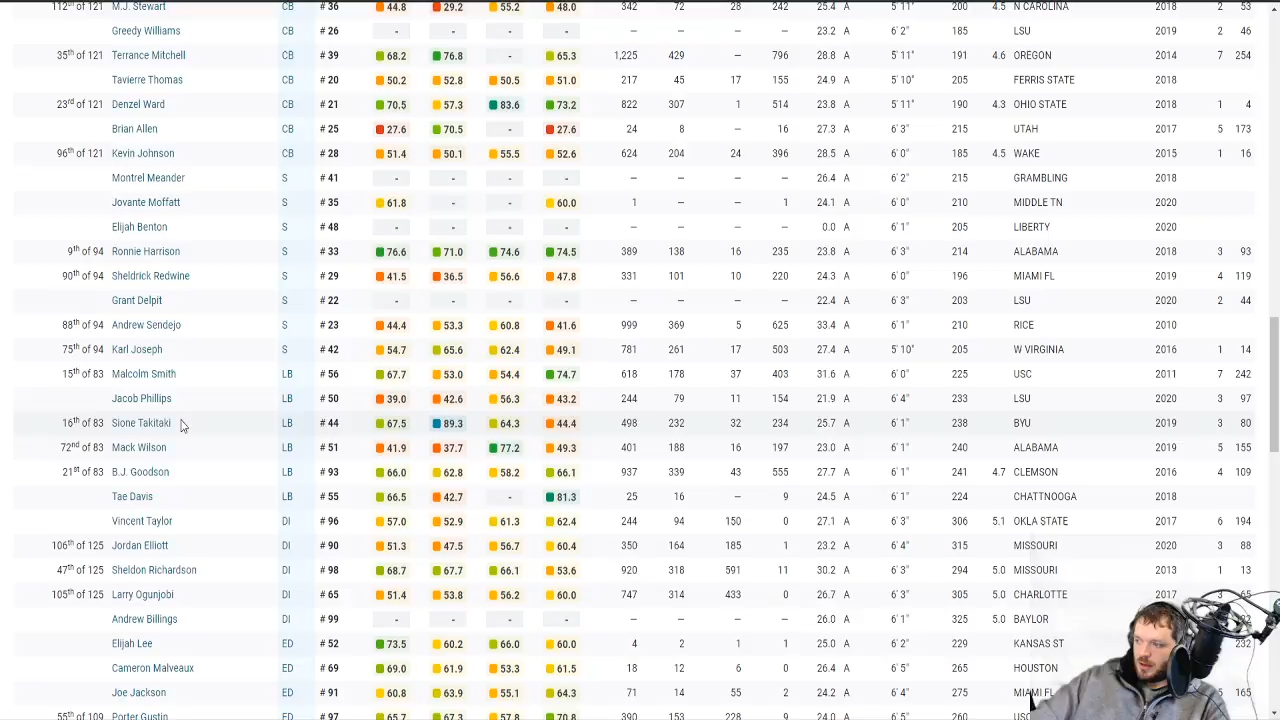 112th of 121 M.J. Stewart CB # 36 44.8 29.2 55.2 48.0 342 72 28 242 25.4 A 5' 11" 200 4.5 N CAROLINA 2018 2 53
Greedy Williams CB # 26 - - - - — — — — 23.2 A 6' 2" 185 LSU 2019 2 46
35th of 121 Terrance Mitchell CB # 39 68.2 76.8 - 65.3 1,225 429 — 796 28.8 A 5' 11" 191 4.6 OREGON 2014 7 254
Tavierre Thomas CB # 20 50.2 52.8 50.5 51.0 217 45 17 155 24.9 A 5' 10" 205 FERRIS STATE 2018
23rd of 121 Denzel Ward CB # 21 70.5 57.3 83.6 73.2 822 307 1 514 23.8 A 5' 11" 190 4.3 OHIO STATE 2018 1 4
Brian Allen CB # 25 27.6 70.5 - 27.6 24 8 — 16 27.3 A 6' 3" 215 UTAH 2017 5 173
96th of 121 Kevin Johnson CB # 28 51.4 50.1 55.5 52.6 624 204 24 396 28.5 A 6' 0" 185 4.5 WAKE 2015 1 16
Montrel Meander S # 41 - - - - — — — — 26.4 A 6' 2" 215 GRAMBLING 2018
Jovante Moffatt S # 35 61.8 - - 60.0 1 — — 1 24.1 A 6' 0" 210 MIDDLE TN 2020
Elijah Benton S # 48 - - - - — — — — 0.0 A 6' 1" 205 LIBERTY 2020
9th of 94 Ronnie Harrison S # 33 76.6 71.0 74.6 74.5 389 138 16 235 23.8 A 6' 3" 214 ALABAMA 2018 3 93
90th of 94 Sheldrick Redwine S # 29 41.5 36.5 56.6 47.8 331 101 10 220 24.3 A 6' 0" 196 MIAMI FL 2019 4 119
Grant Delpit S # 22 - - - - — — — — 22.4 A 6' 3" 203 LSU 2020 2 44
88th of 94 Andrew Sendejo S # 23 44.4 53.3 60.8 41.6 999 369 5 625 33.4 A 6' 1" 210 RICE 2010
75th of 94 Karl Joseph S # 42 54.7 65.6 62.4 49.1 781 261 17 503 27.4 A 5' 10" 205 W VIRGINIA 2016 1 14
15th of 83 Malcolm Smith LB # 56 67.7 53.0 54.4 74.7 618 178 37 403 31.6 A 6' 0" 225 USC 2011 7 242
Jacob Phillips LB # 50 39.0 42.6 56.3 43.2 244 79 11 154 21.9 A 6' 4" 233 LSU 2020 3 97
16th of 83 Sione Takitaki LB # 44 67.5 89.3 64.3 44.4 498 232 32 234 25.7 A 6' 1" 238 BYU 2019 3 80
72nd of 83 Mack Wilson LB # 51 41.9 37.7 77.2 49.3 401 188 16 197 23.0 A 6' 1" 240 ALABAMA 2019 5 155
21st of 83 B.J. Goodson LB # 93 66.0 62.8 58.2 66.1 937 339 43 555 27.7 A 6' 1" 241 4.7 CLEMSON 2016 4 109
Tae Davis LB # 55 66.5 42.7 - 81.3 25 16 — 9 24.5 A 6' 1" 224 CHATTNOOGA 2018
Vincent Taylor DI # 96 57.0 52.9 61.3 62.4 244 94 150 0 27.1 A 6' 3" 306 5.1 OKLA STATE 2017 6 194
106th of 125 Jordan Elliott DI # 90 51.3 47.5 56.7 60.4 350 164 185 1 23.2 A 6' 4" 315 MISSOURI 2020 3 88
47th of 125 Sheldon Richardson DI # 98 68.7 67.7 66.1 53.6 920 318 591 11 30.2 A 6' 3" 294 5.0 MISSOURI 2013 1 13
105th of 125 Larry Ogunjobi DI # 65 51.4 53.8 56.2 60.0 747 314 433 0 26.7 A 6' 3" 305 5.0 CHARLOTTE 2017 3 65
Andrew Billings DI # 99 - - - - — — — — 26.0 A 6' 1" 325 5.0 BAYLOR
Elijah Lee ED # 52 73.5 60.2 66.0 60.0 4 2 1 1 25.0 A 6' 2" 229 KANSAS ST 232
Cameron Malveaux ED # 69 69.0 61.9 53.3 61.5 18 12 6 0 26.4 A 6' 5" 265 HOUSTON
Joe Jackson ED # 91 60.8 63.9 55.1 64.3 71 14 55 2 24.2 A 6' 4" 275 MIAMI FL 5 165
55th of 109 Porter Gustin ED # 97 65.7 67.3 57.8 70.8 390 153 228 9 24.0 A 6' 5" 260 USC